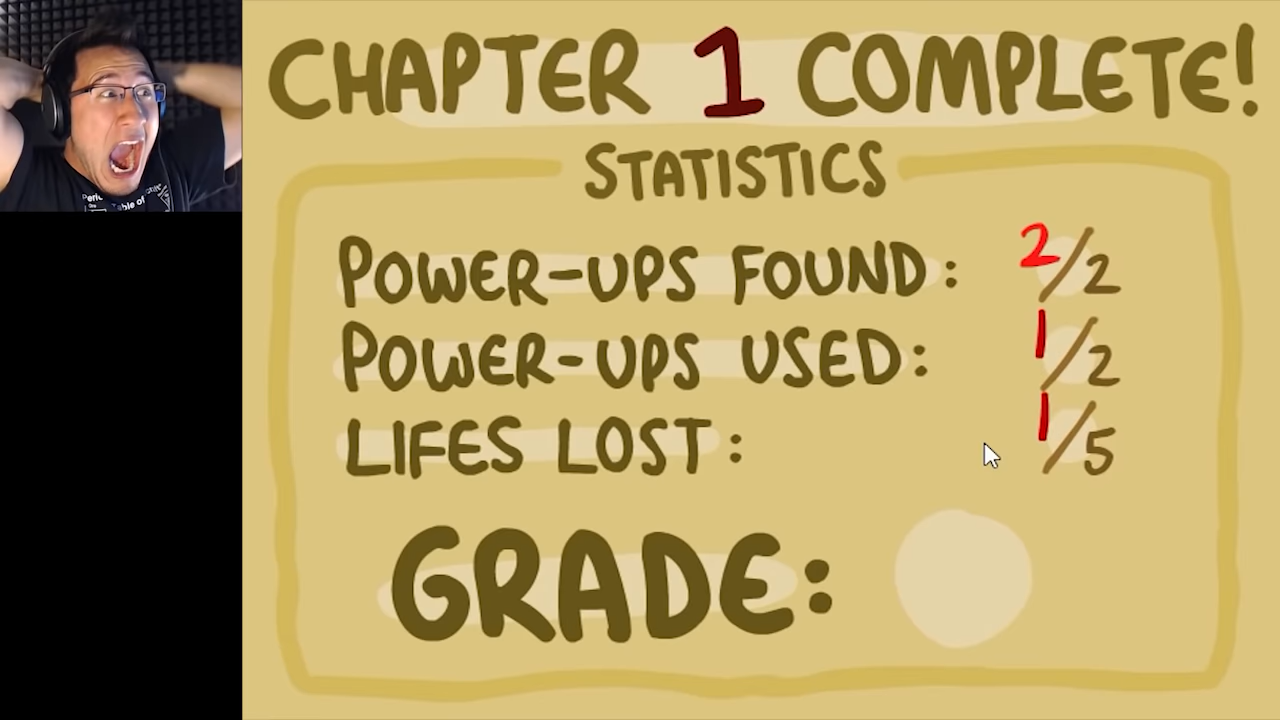 CHAPTER 1 COMPLETE!
STATISTICS
POWER-UPS FOUND: 2/2
POWER-UPS USED: 1/2
LIFES LOST: 1/5
GRADE: